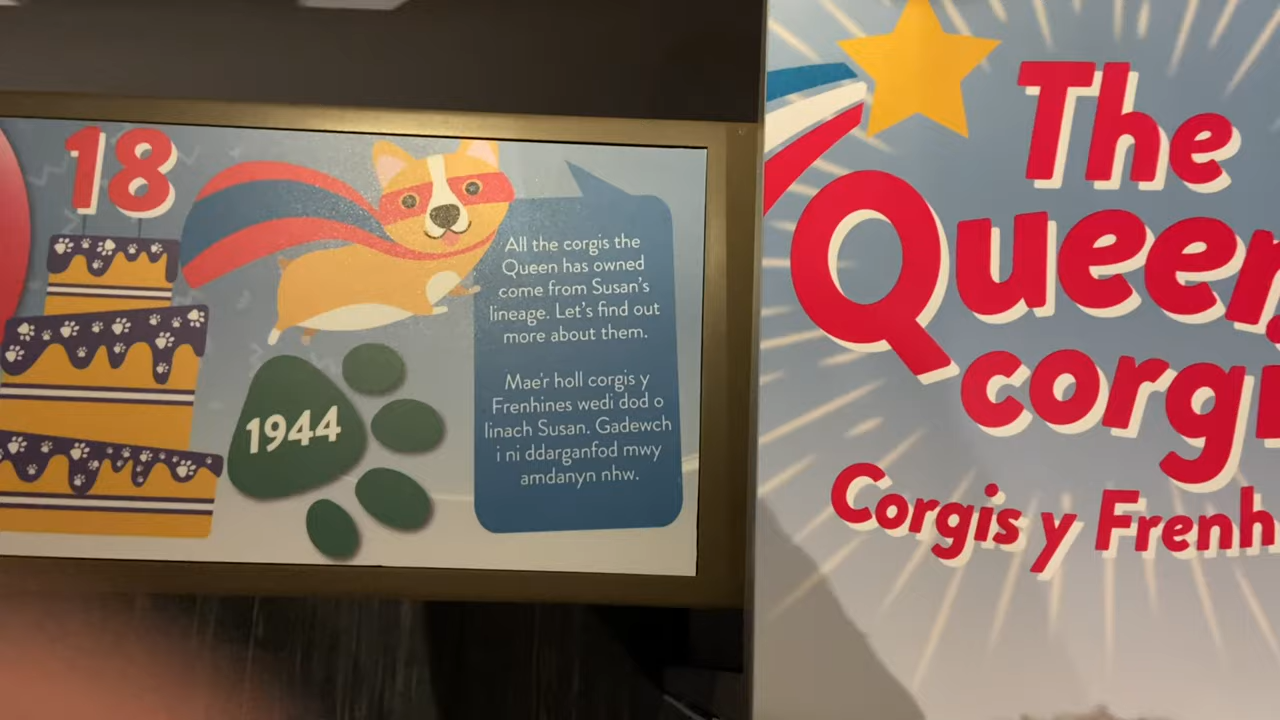 18
1944
All the corgis the
Queen has owned
come from Susan's
lineage. Let's find out
more about them.
Mae'r holl corgis y
Frenhines wedi dod o
linach Susan. Gadewch
i ni ddarganfod mwy
amdanyn nhw.
The
corgi
Corgis y